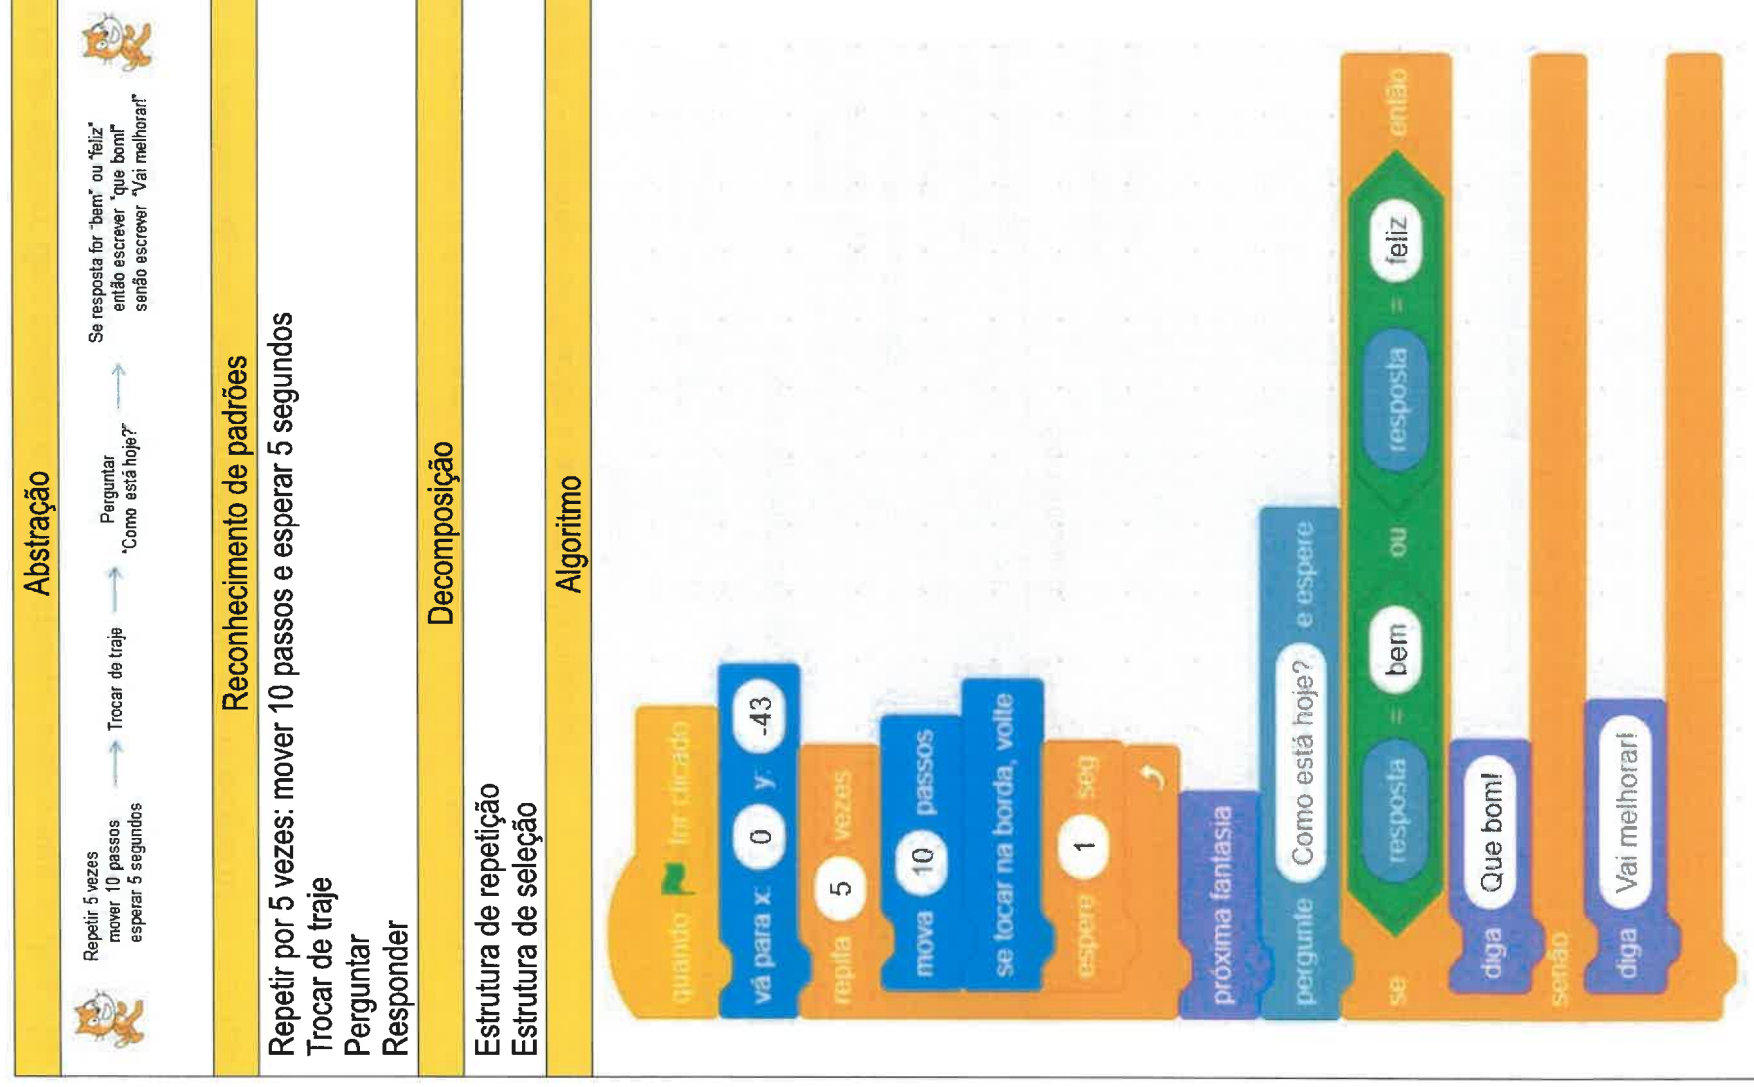 Abstração
Repetir 5 vezes
mover 10 passos
esperar 5 segundos
Trocar de traje
Perguntar
"Como está hoje?"
Se resposta for "bem" ou "feliz"
então escrever "que bom!"
senão escrever "Vai melhorar!"
Reconhecimento de padrões
Repetir por 5 vezes: mover 10 passos e esperar 5 segundos
Trocar de traje
Perguntar
Responder
Decomposição
Estrutura de repetição
Estrutura de seleção
Algoritmo
quando for clicado
vá para x: 0 y: -43
repita 5 vezes
mova 10 passos
se tocar na borda, volte
espere 1 seg
próxima fantasia
pergunte Como está hoje? e espere
se resposta = bem ou resposta = feliz então
diga Que bom!
senão
diga Vai melhorar!